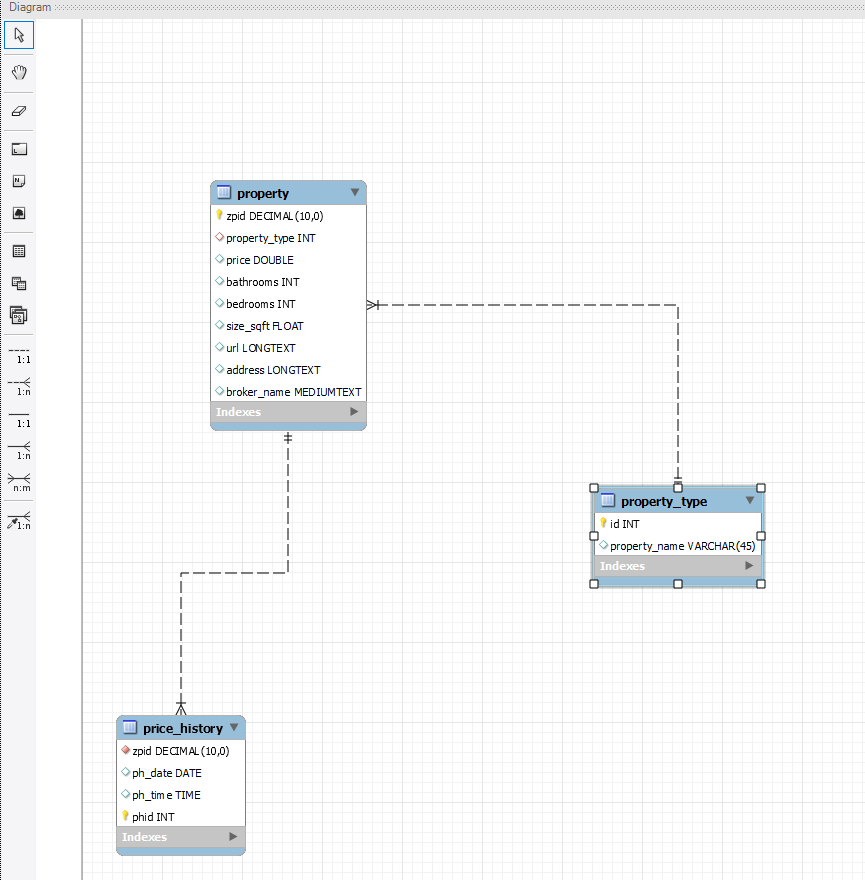 Diagram
1:1
1:n
1:1
1:n
n:m
1:n
property
zpid DECIMAL(10,0)
property_type INT
price DOUBLE
bathrooms INT
bedrooms INT
size_sqft FLOAT
url LONGTEXT
address LONGTEXT
broker_name MEDIUMTEXT
Indexes
property_type
id INT
property_name VARCHAR(45)
Indexes
price_history
zpid DECIMAL(10,0)
ph_date DATE
ph_time TIME
phid INT
Indexes